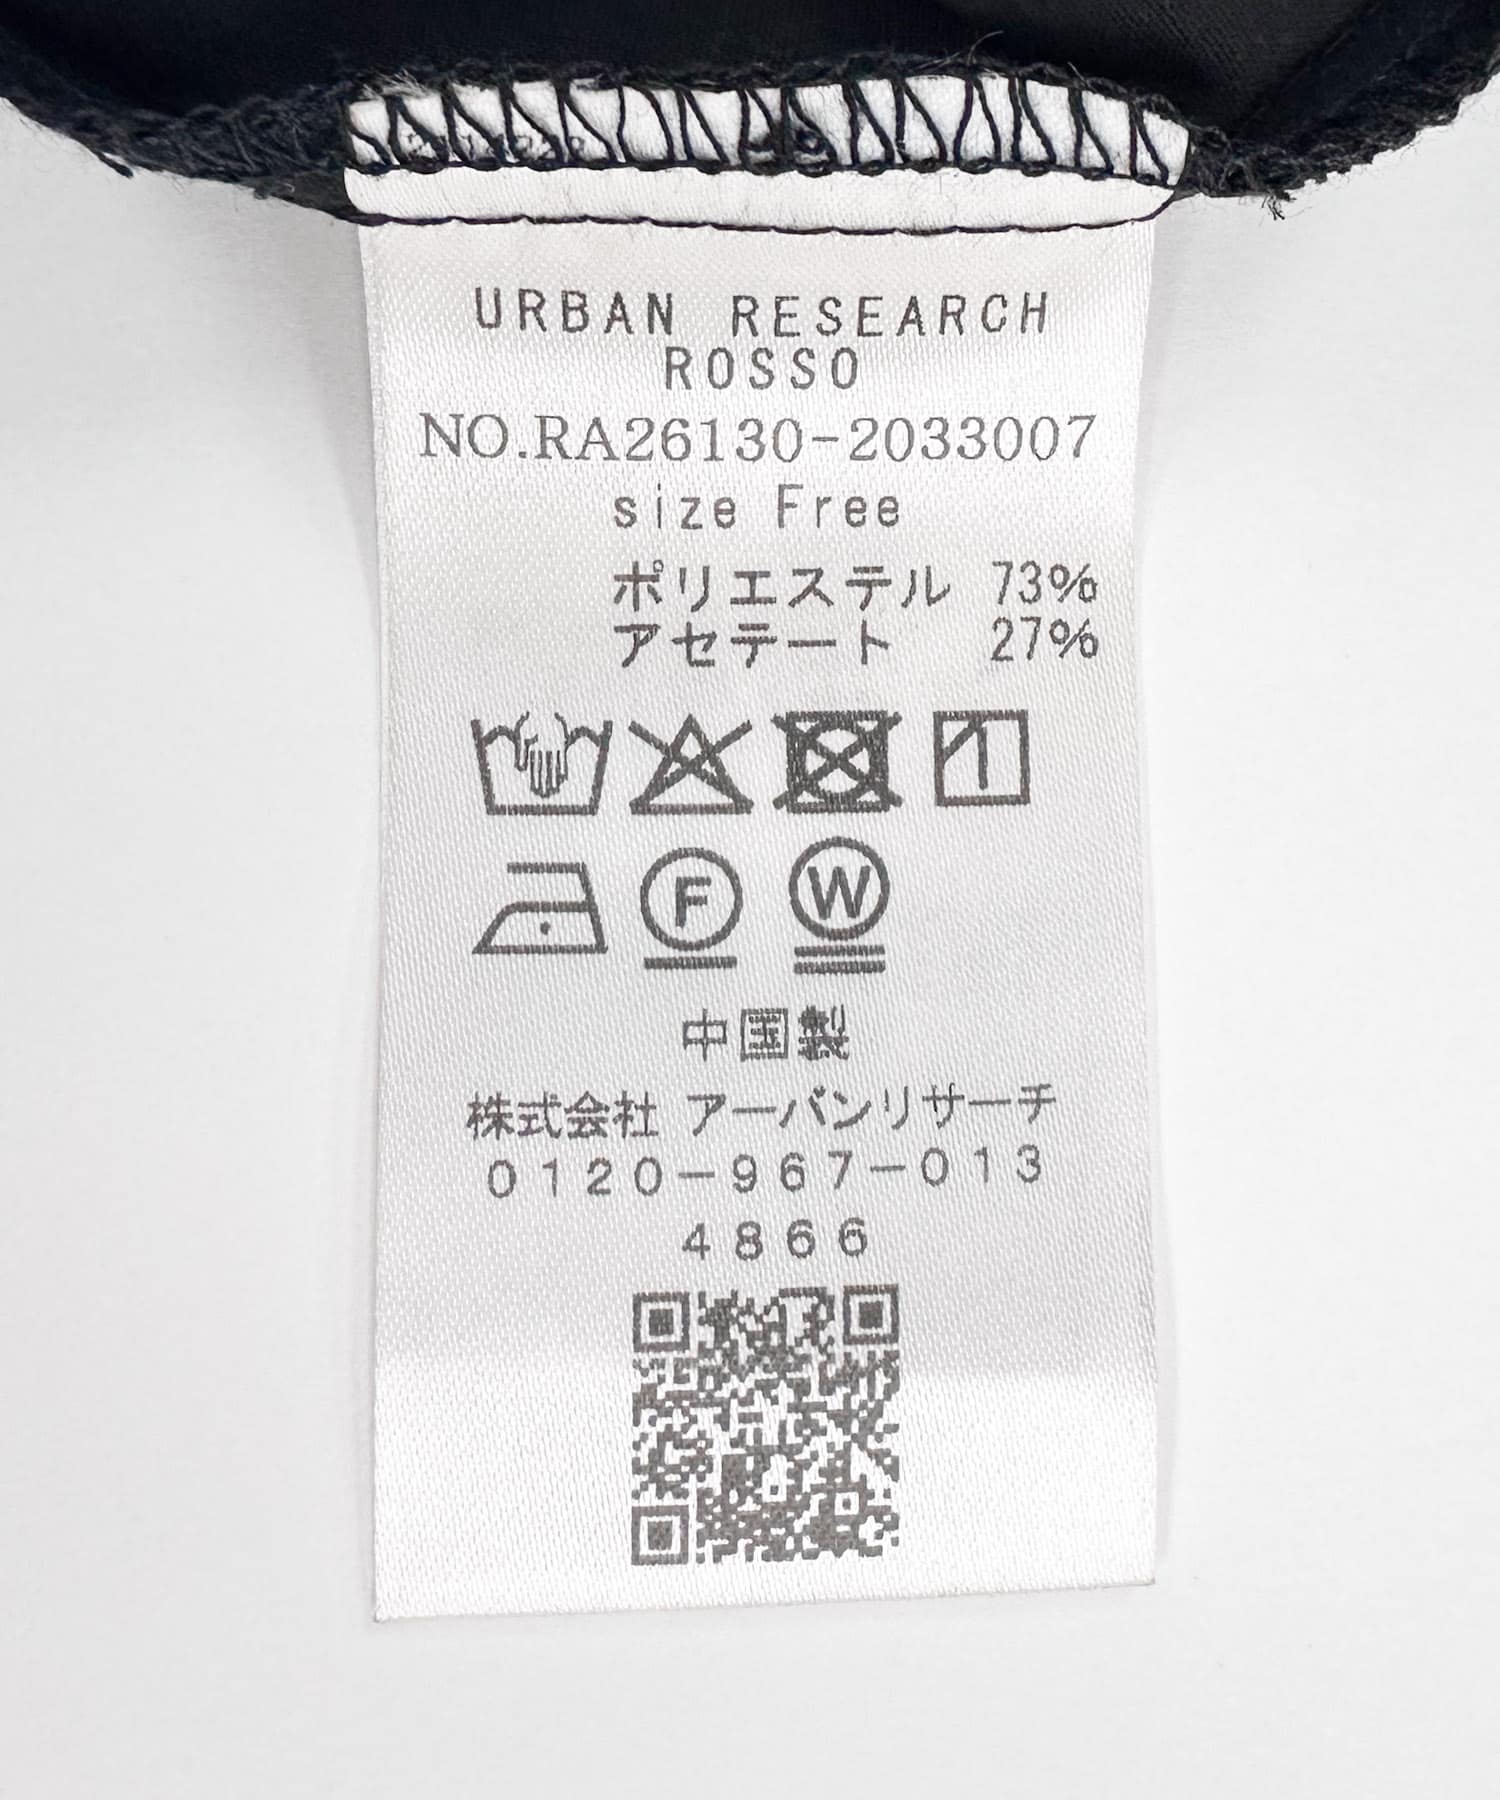 URBAN RESEARCH
ROSSO
NO.RA26130-2033007
size Free
ポリエステル 73%
アセテート 27%
F W
中国製
株式会社 アーバンリサーチ
0120-967-013
4866